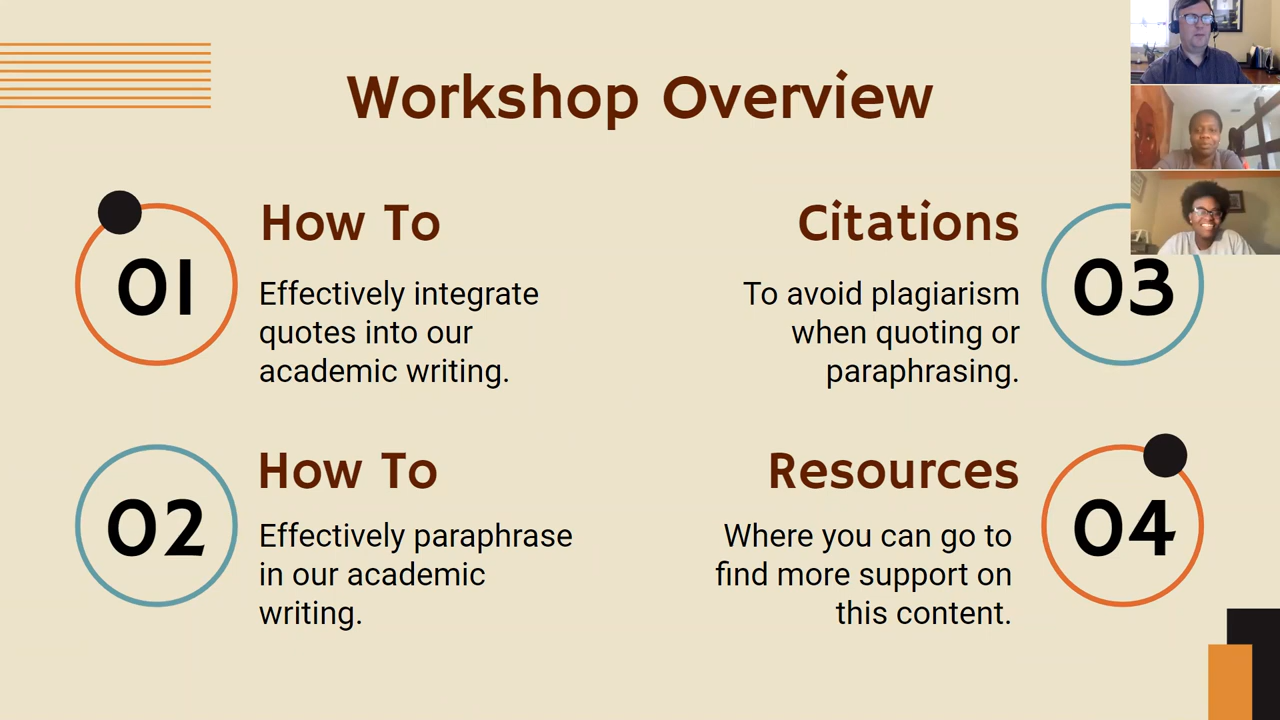 Workshop Overview
01
How To
Effectively integrate
quotes into our
academic writing.
02
How To
Effectively paraphrase
in our academic
writing.
03
Citations
To avoid plagiarism
when quoting or
paraphrasing.
04
Resources
Where you can go to
find more support on
this content.